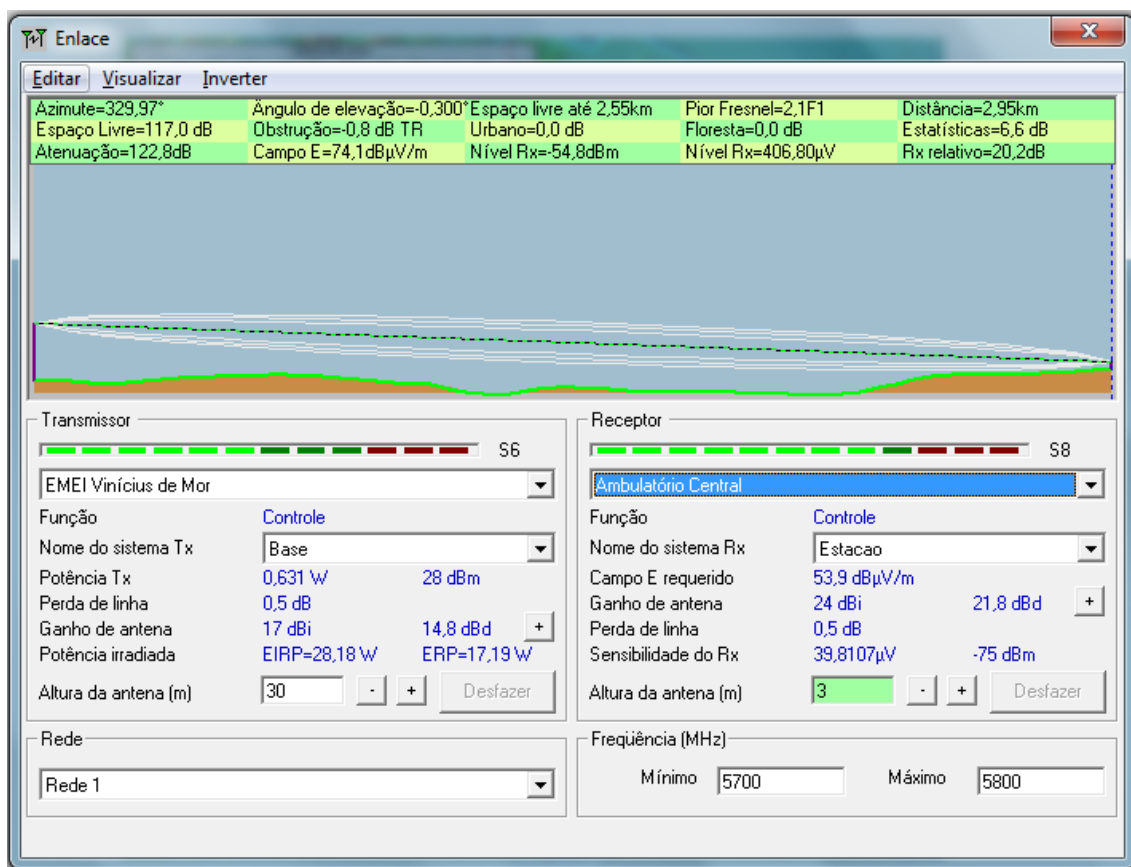 Enlace
Editar Visualizar Inverter
Azimute=329,97° Ângulo de elevação=-0,300° Espaço livre até 2,55km Pior Fresnel=2,1F1 Distância=2,95km
Espaço Livre=117,0 dB Obstrução=-0,8 dB TR Urbano=0,0 dB Floresta=0,0 dB Estatísticas=6,6 dB
Atenuação=122,8dB Campo E=74,1dBµV/m Nível Rx=-54,8dBm Nível Rx=406,80µV Rx relativo=20,2dB
Transmissor
S6
EMEI Vinícius de Mor
Função Controle
Nome do sistema Tx Base
Potência Tx 0,631 W 28 dBm
Perda de linha 0,5 dB
Ganho de antena 17 dBi 14,8 dBd +
Potência irradiada EIRP=28,18 W ERP=17,19 W
Altura da antena (m) 30 - + Desfazer
Rede
Rede 1
Receptor
S8
Ambulatório Central
Função Controle
Nome do sistema Rx Estacao
Campo E requerido 53,9 dBµV/m
Ganho de antena 24 dBi 21,8 dBd +
Perda de linha 0,5 dB
Sensibilidade do Rx 39,8107µV -75 dBm
Altura da antena (m) 3 - + Desfazer
Freqüência (MHz)
Mínimo 5700 Máximo 5800